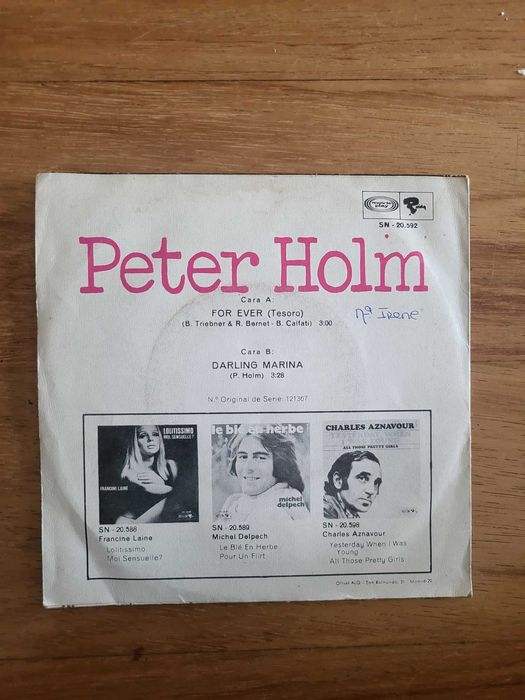 SN - 20.592
Peter Holm
Cara A:
FOR EVER (Tesoro)
(B. Triebner & R. Bernet - B. Calfati) 3:00
Mª Irene
Cara B:
DARLING MARINA
(P. Holm) 3:28
N.º Original de Serie: 121367
LOLITISSIMO
MOI, SENSUELLE?
FRANCINE LAINE
SN - 20.588
Francine Laine
Lolitissimo
Moi Sensuelle?
le blé en herbe
michel
delpech
SN - 20.589
Michel Delpech
Le Blé En Herbe
Pour Un Flirt
CHARLES AZNAVOUR
YESTERDAY WHEN
I WAS YOUNG
ALL THOSE PRETTY GIRLS
SN - 20.598
Charles Aznavour
Yesterday When I Was
Young
All Those Pretty Girls